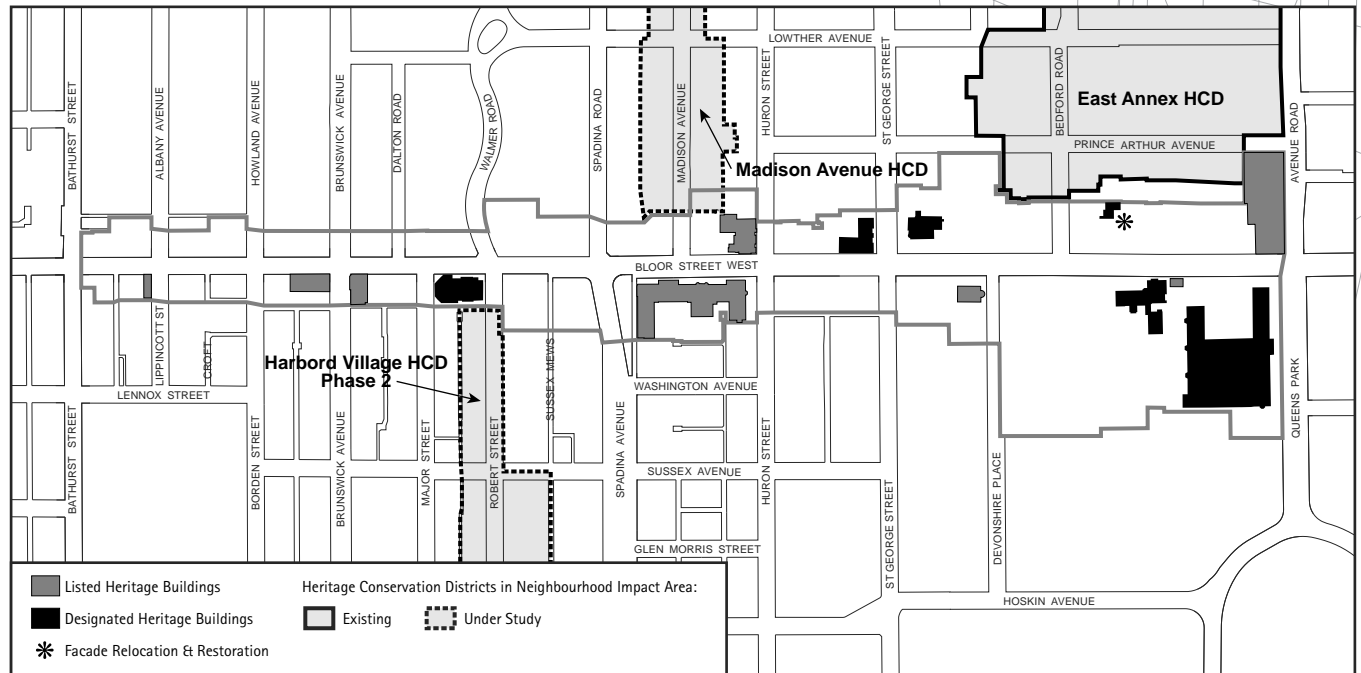 LOWTHER AVENUE
BATHURST STREET
ALBANY AVENUE
HOWLAND AVENUE
BRUNSWICK AVENUE
DALTON ROAD
WALMER ROAD
SPADINA ROAD
MADISON AVENUE
HURON STREET
ST GEORGE STREET
BEDFORD ROAD
East Annex HCD
AVENUE ROAD
PRINCE ARTHUR AVENUE
Madison Avenue HCD
BLOOR STREET WEST
LIPPINCOTT ST
CROFT
Harbord Village HCD
Phase 2
SUSSEX MEWS
WASHINGTON AVENUE
LENNOX STREET
QUEENS PARK
BATHURST STREET
BORDEN STREET
BRUNSWICK AVENUE
MAJOR STREET
ROBERT STREET
SPADINA AVENUE
SUSSEX AVENUE
HURON STREET
ST GEORGE STREET
DEVONSHIRE PLACE
GLEN MORRIS STREET
HOSKIN AVENUE
Listed Heritage Buildings
Heritage Conservation Districts in Neighbourhood Impact Area:
Designated Heritage Buildings
Existing
Under Study
Facade Relocation & Restoration